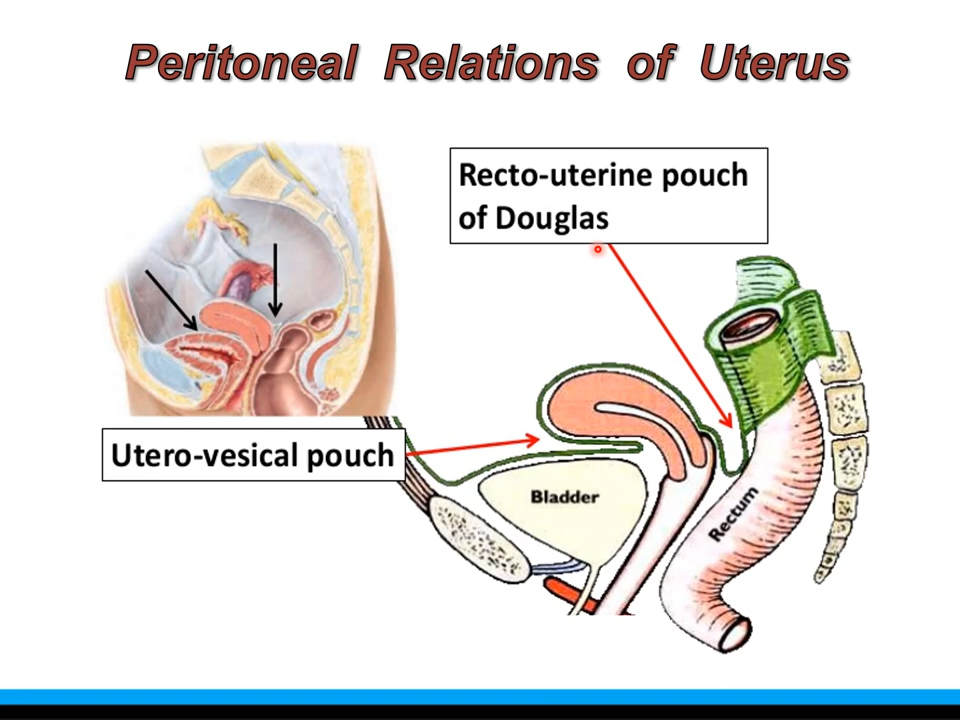 Peritoneal Relations of Uterus
Recto-uterine pouch
of Douglas
Utero-vesical pouch
Bladder
Rectum